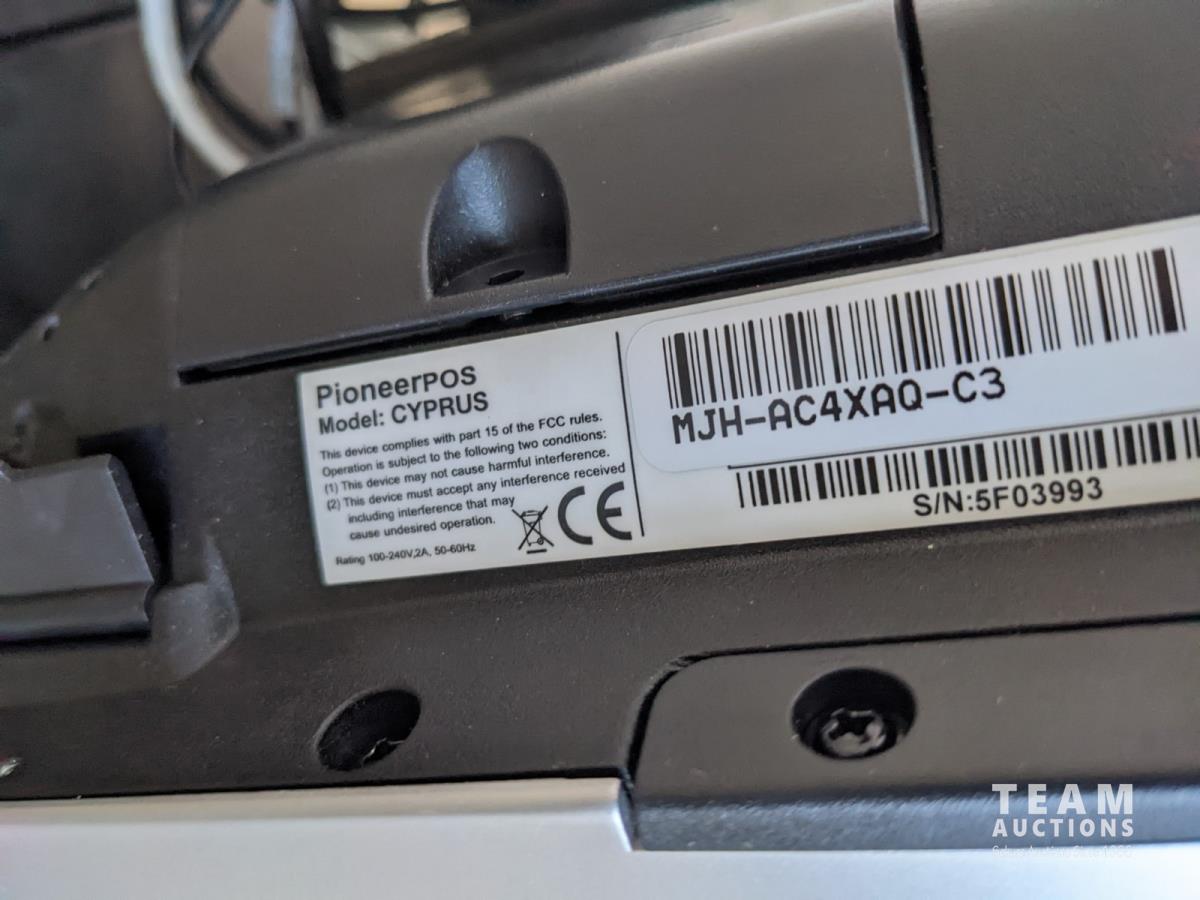 PioneerPOS
Model: CYPRUS
This device complies with part 15 of the FCC rules.
Operation is subject to the following two conditions:
(1) This device may not cause harmful interference.
(2) This device must accept any interference received
including interference that may
cause undesired operation.
CE
Rating 100-240V,2A, 50-60Hz
MJH-AC4XAQ-C3
S/N:5F03993
TEAM
AUCTIONS